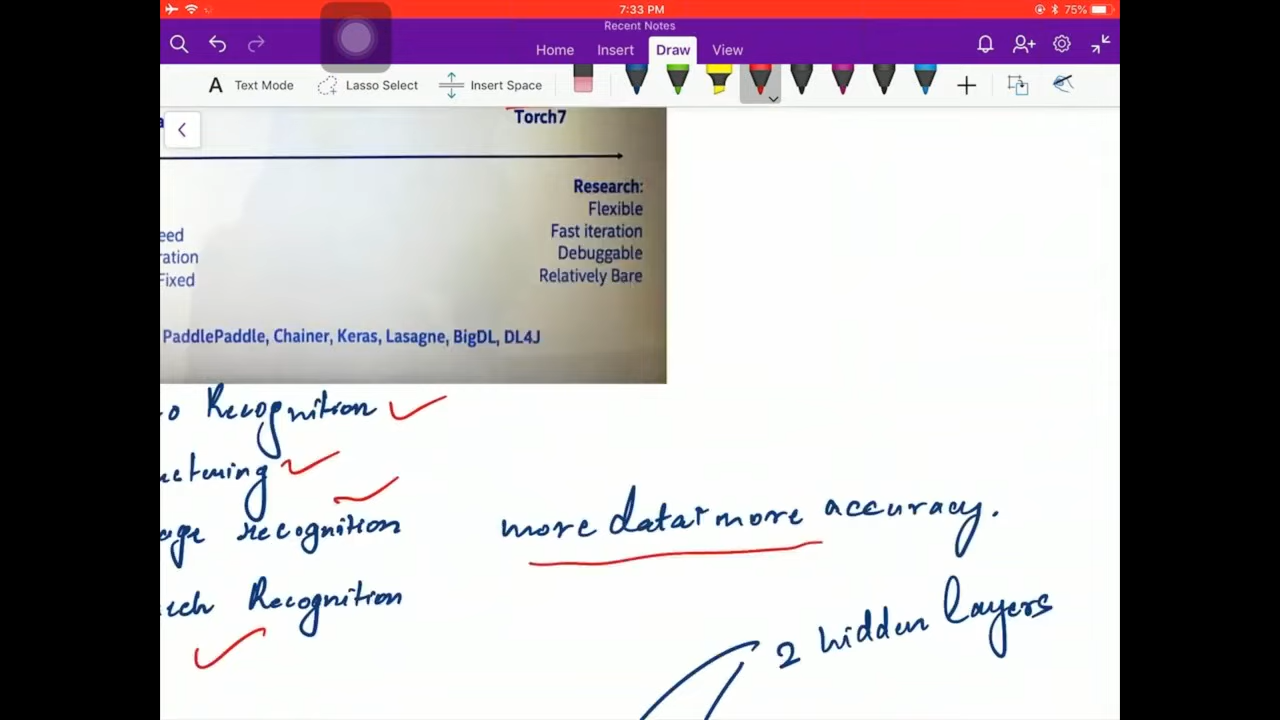 7:33 PM
75%
Recent Notes
Home Insert Draw View
Text Mode Lasso Select Insert Space
Torch7
Research:
Flexible
Fast iteration
Debuggable
Relatively Bare
eed
ration
Fixed
PaddlePaddle, Chainer, Keras, Lasagne, BigDL, DL4J
o Recognition
recognition
Recognition
more data more accuracy.
2 hidden layers